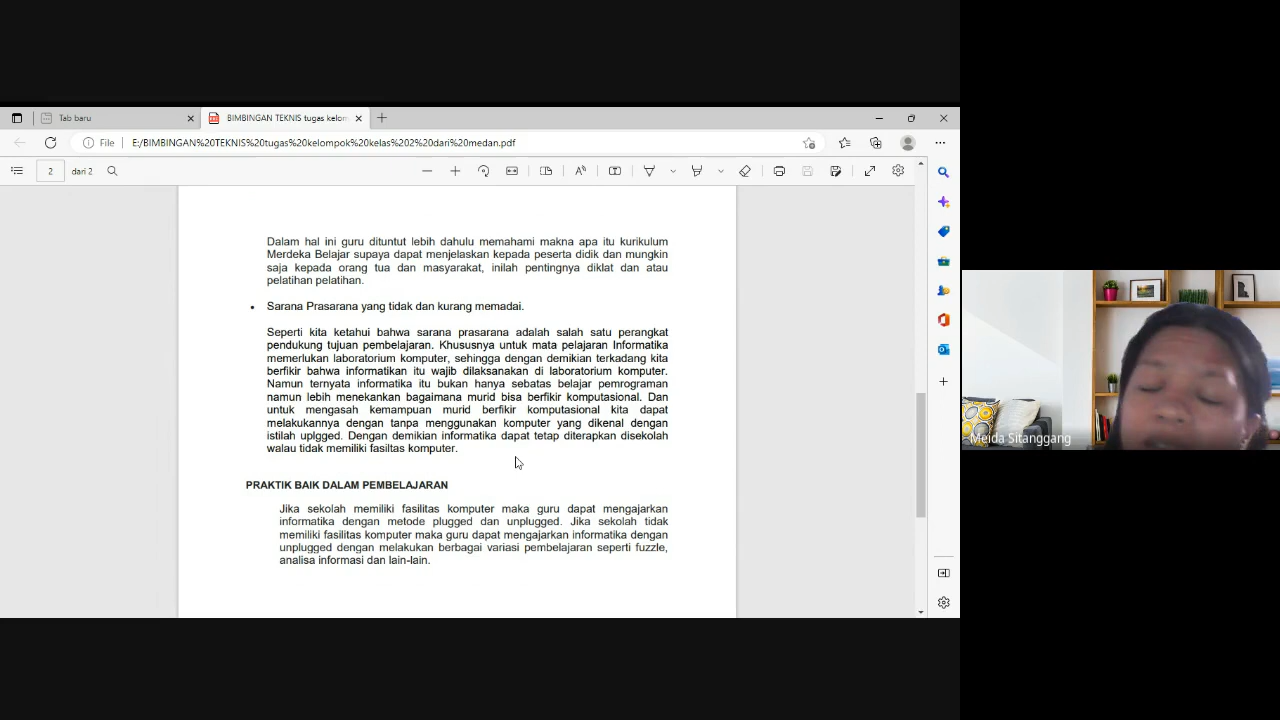 Tab baru
BIMBINGAN TEKNIS tugas kelom
File
E:/BIMBINGAN%20TEKNIS%20tugas%20kelompok%20kelas%202%20dari%20medan.pdf
2 dari 2
Dalam hal ini guru dituntut lebih dahulu memahami makna apa itu kurikulum
Merdeka Belajar supaya dapat menjelaskan kepada peserta didik dan mungkin
saja kepada orang tua dan masyarakat, inilah pentingnya diklat dan atau
pelatihan pelatihan.
• Sarana Prasarana yang tidak dan kurang memadai.
Seperti kita ketahui bahwa sarana prasarana adalah salah satu perangkat
pendukung tujuan pembelajaran. Khususnya untuk mata pelajaran Informatika
memerlukan laboratorium komputer, sehingga dengan demikian terkadang kita
berfikir bahwa informatikan itu wajib dilaksanakan di laboratorium komputer.
Namun ternyata informatika itu bukan hanya sebatas belajar pemrograman
namun lebih menekankan bagaimana murid bisa berfikir komputasional. Dan
untuk mengasah kemampuan murid berfikir komputasional kita dapat
melakukannya dengan tanpa menggunakan komputer yang dikenal dengan
istilah uplgged. Dengan demikian informatika dapat tetap diterapkan disekolah
walau tidak memiliki fasiltas komputer.
PRAKTIK BAIK DALAM PEMBELAJARAN
Jika sekolah memiliki fasilitas komputer maka guru dapat mengajarkan
informatika dengan metode plugged dan unplugged. Jika sekolah tidak
memiliki fasilitas komputer maka guru dapat mengajarkan informatika dengan
unplugged dengan melakukan berbagai variasi pembelajaran seperti fuzzle,
analisa informasi dan lain-lain.
Meida Sitanggang